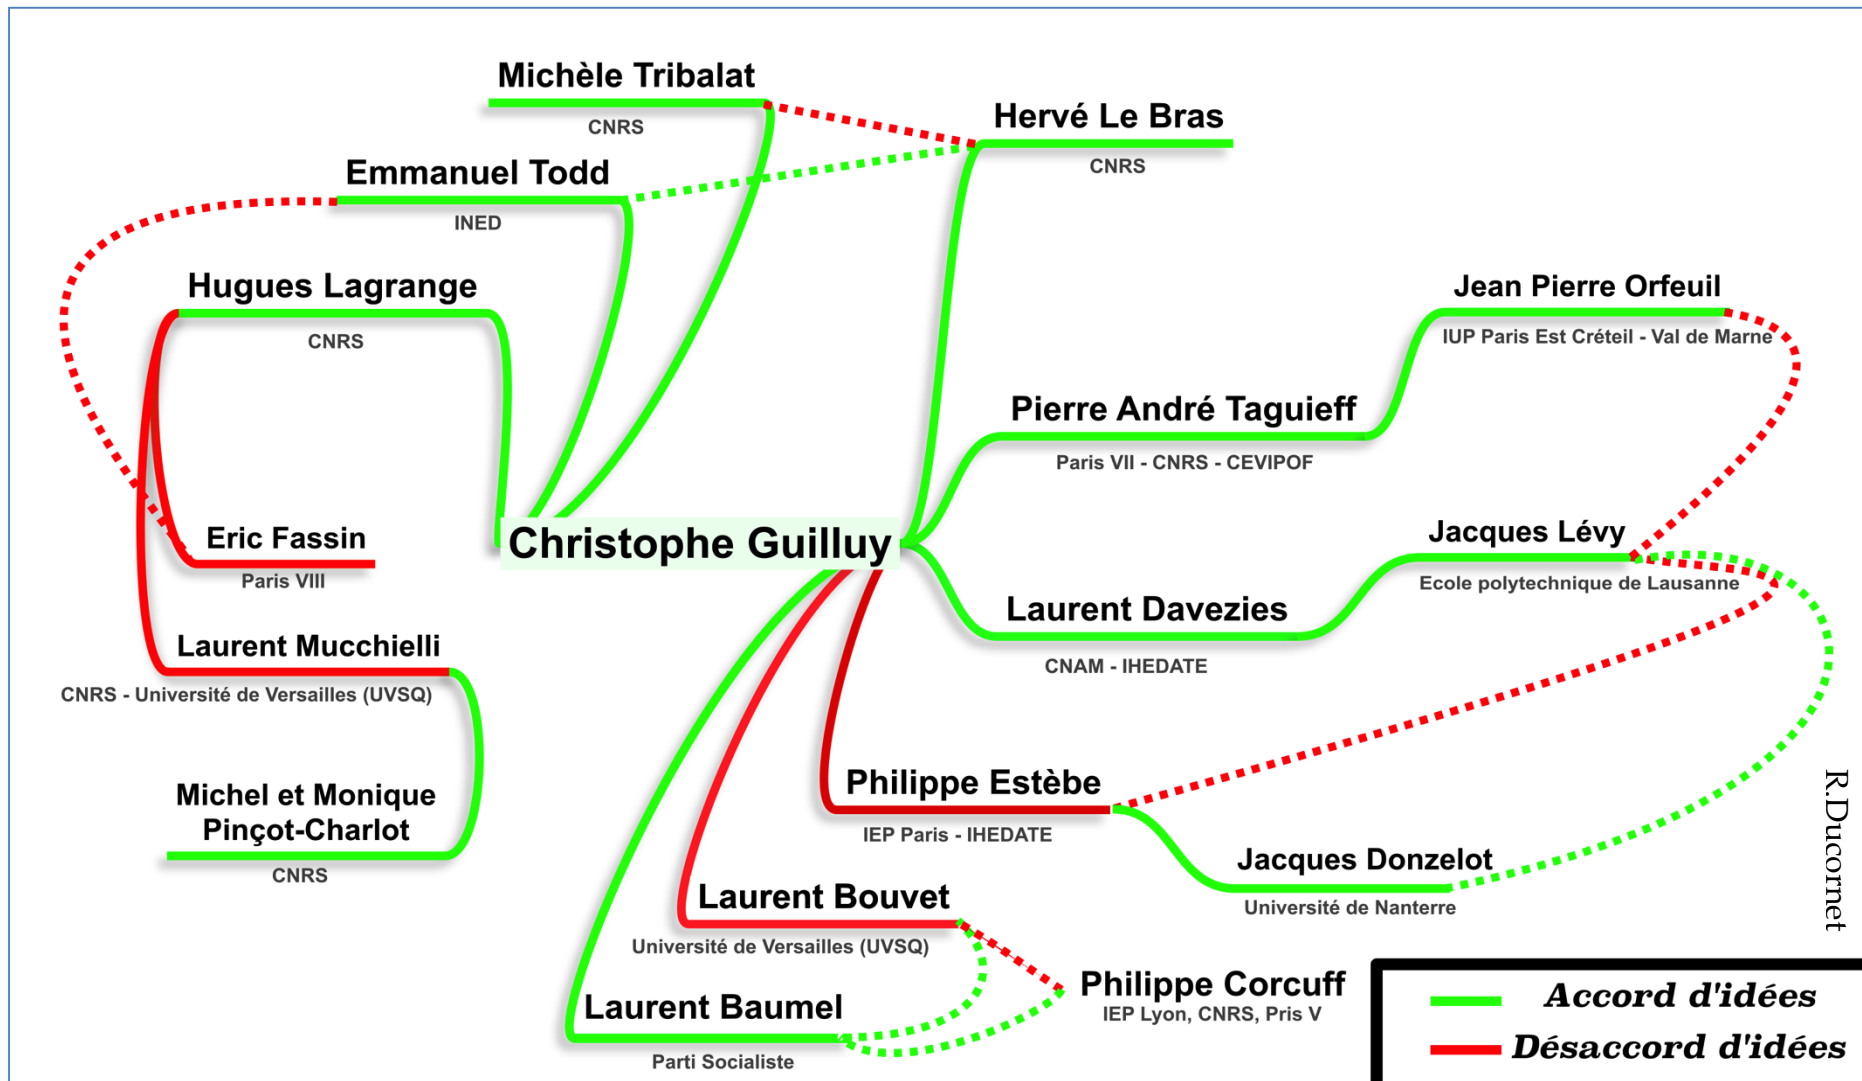 Michèle Tribalat
CNRS
Hervé Le Bras
CNRS
Emmanuel Todd
INED
Hugues Lagrange
CNRS
Jean Pierre Orfeuil
IUP Paris Est Créteil - Val de Marne
Pierre André Taguieff
Paris VII - CNRS - CEVIPOF
Eric Fassin
Paris VIII
Christophe Guilluy
Jacques Lévy
Ecole polytechnique de Lausanne
Laurent Davezies
CNAM - IHEDATE
Laurent Mucchielli
CNRS - Université de Versailles (UVSQ)
Michel et Monique
Pinçot-Charlot
CNRS
Philippe Estèbe
IEP Paris - IHEDATE
Jacques Donzelot
Université de Nanterre
Laurent Bouvet
Université de Versailles (UVSQ)
Philippe Corcuff
IEP Lyon, CNRS, Pris V
Laurent Baumel
Parti Socialiste
R.Ducornet
Accord d'idées
Désaccord d'idées